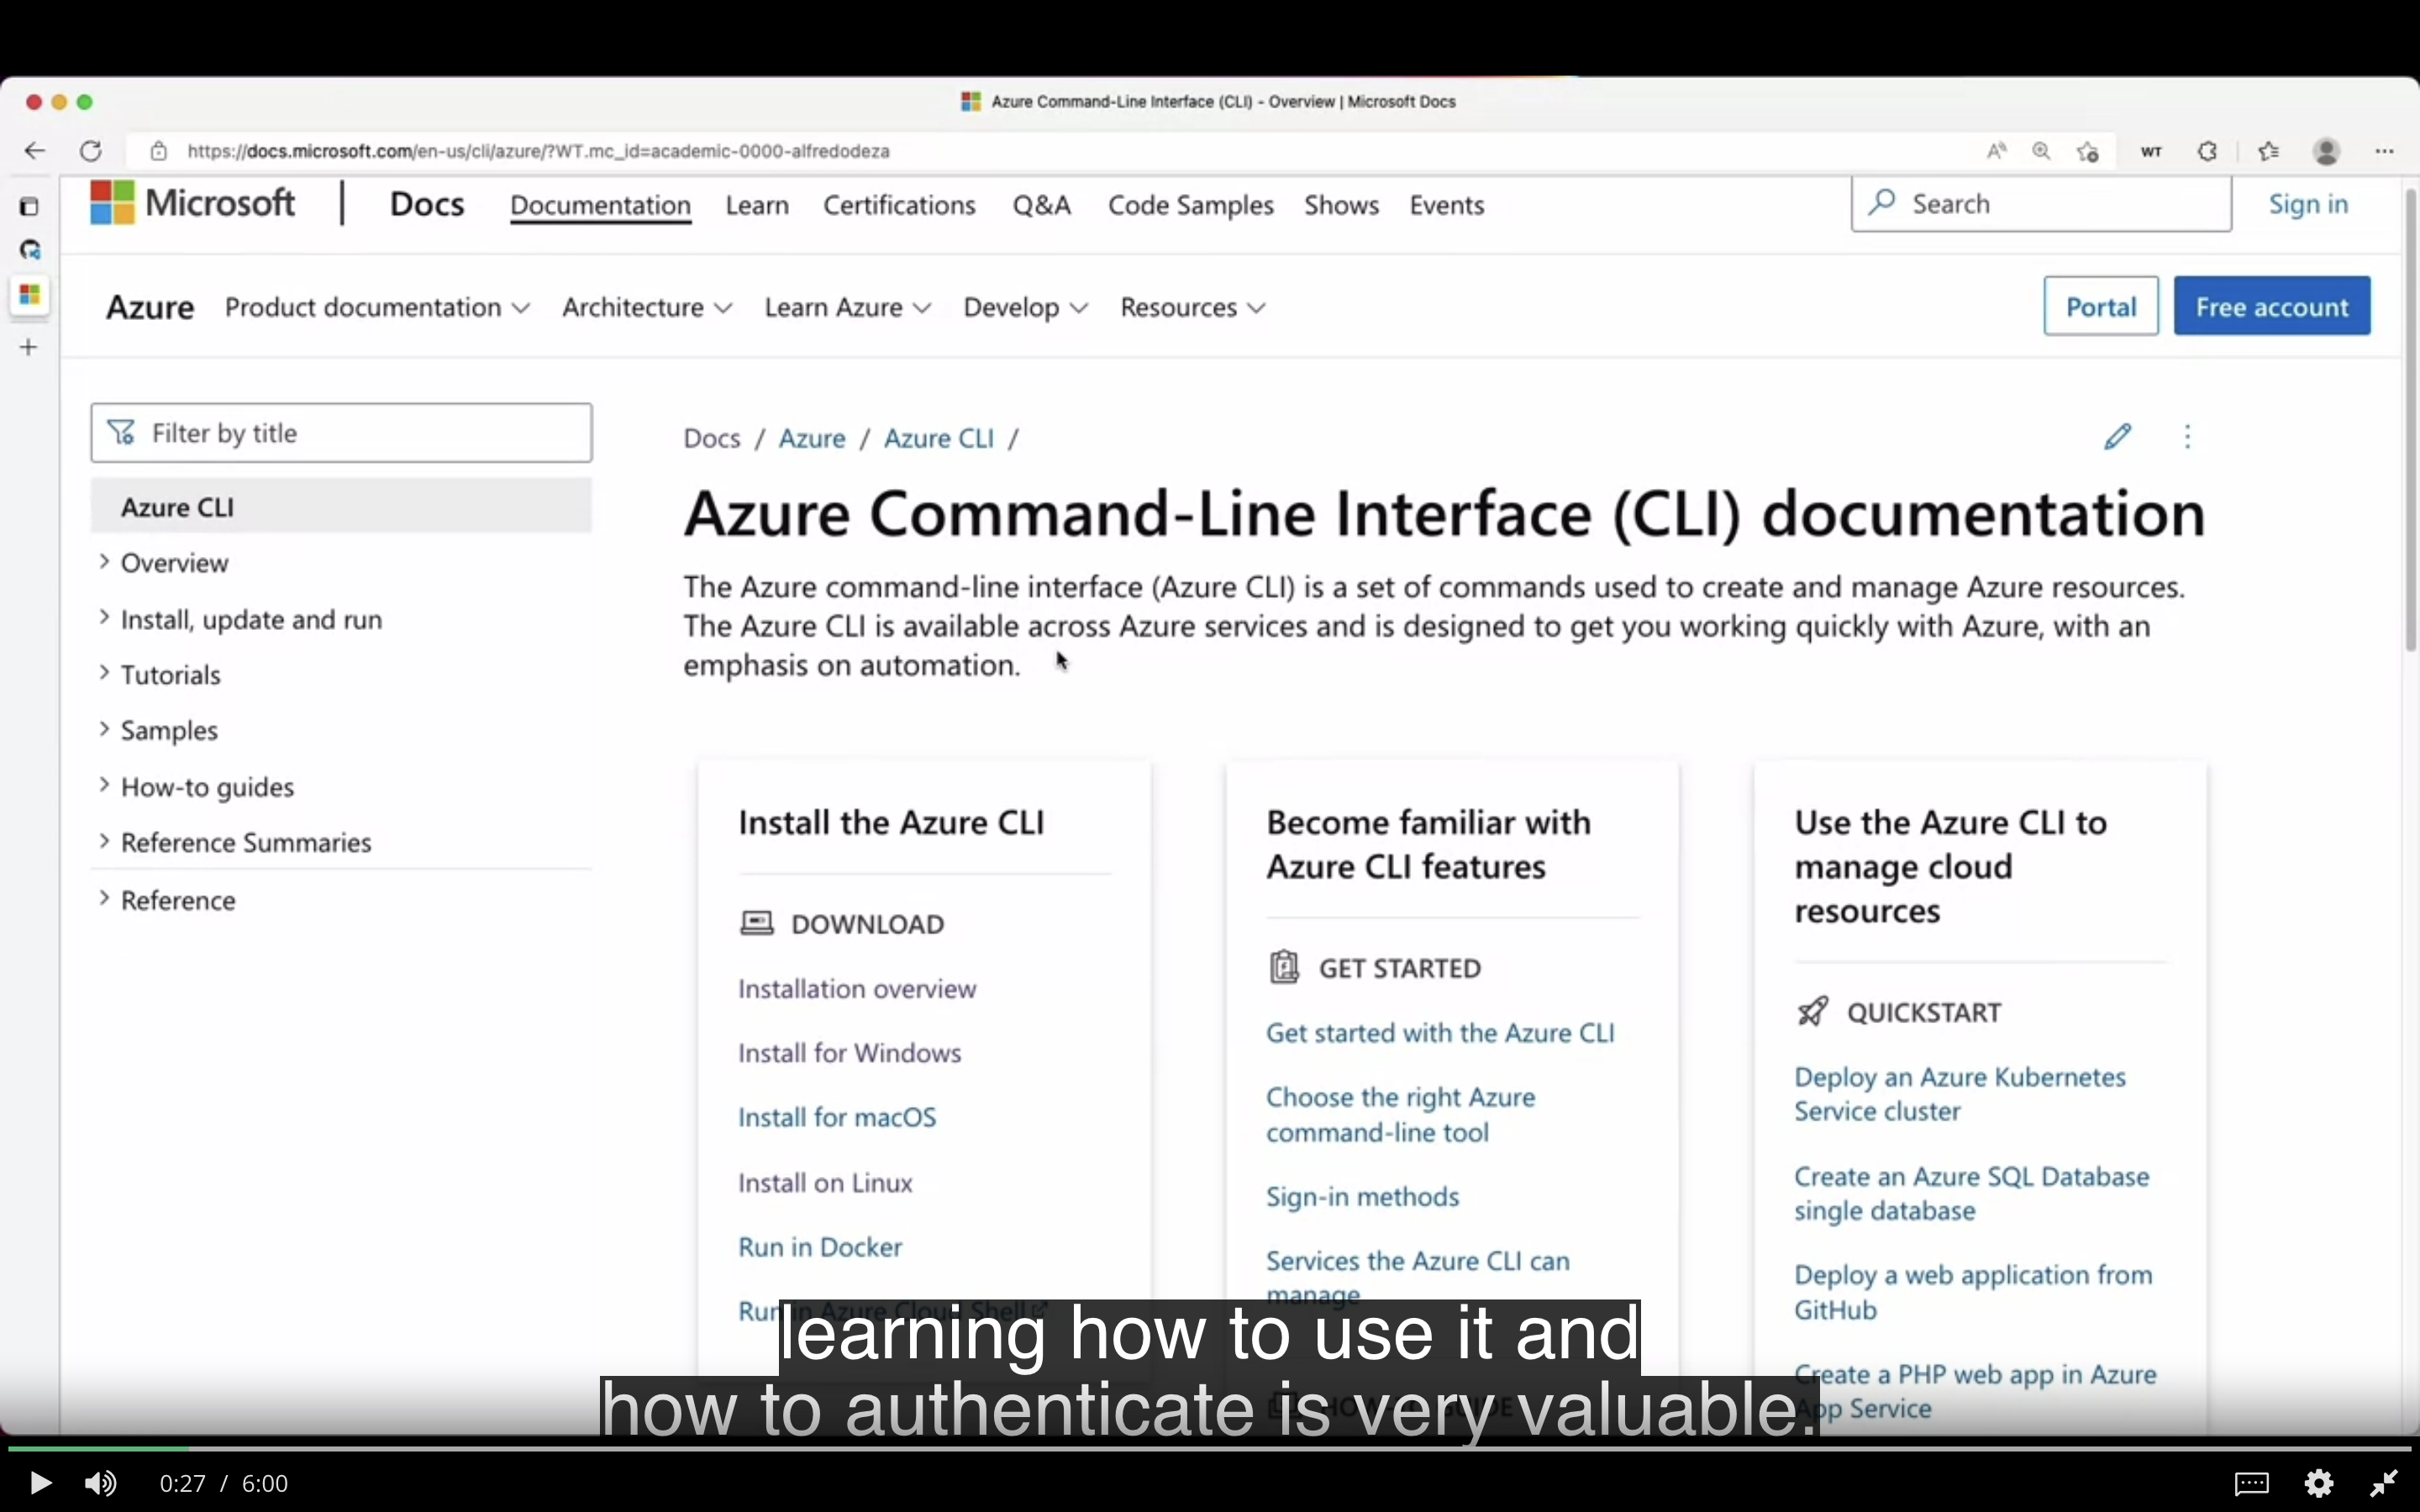 Azure Command-Line Interface (CLI) - Overview | Microsoft Docs
https://docs.microsoft.com/en-us/cli/azure/?WT.mc_id=academic-0000-alfredodeza
WT
Microsoft | Docs Documentation Learn Certifications Q&A Code Samples Shows Events Search Sign in
Azure Product documentation Architecture Learn Azure Develop Resources Portal Free account
Filter by title
Azure CLI
Overview
Install, update and run
Tutorials
Samples
How-to guides
Reference Summaries
Reference
Docs / Azure / Azure CLI /
Azure Command-Line Interface (CLI) documentation
The Azure command-line interface (Azure CLI) is a set of commands used to create and manage Azure resources.
The Azure CLI is available across Azure services and is designed to get you working quickly with Azure, with an
emphasis on automation.
Install the Azure CLI
DOWNLOAD
Installation overview
Install for Windows
Install for macOS
Install on Linux
Run in Docker
Run in Azure Cloud Shell
Become familiar with
Azure CLI features
GET STARTED
Get started with the Azure CLI
Choose the right Azure
command-line tool
Sign-in methods
Services the Azure CLI can
manage
HOW-TO GUIDE
Use the Azure CLI to
manage cloud
resources
QUICKSTART
Deploy an Azure Kubernetes
Service cluster
Create an Azure SQL Database
single database
Deploy a web application from
GitHub
Create a PHP web app in Azure
App Service
learning how to use it and
how to authenticate is very valuable.
0:27 / 6:00